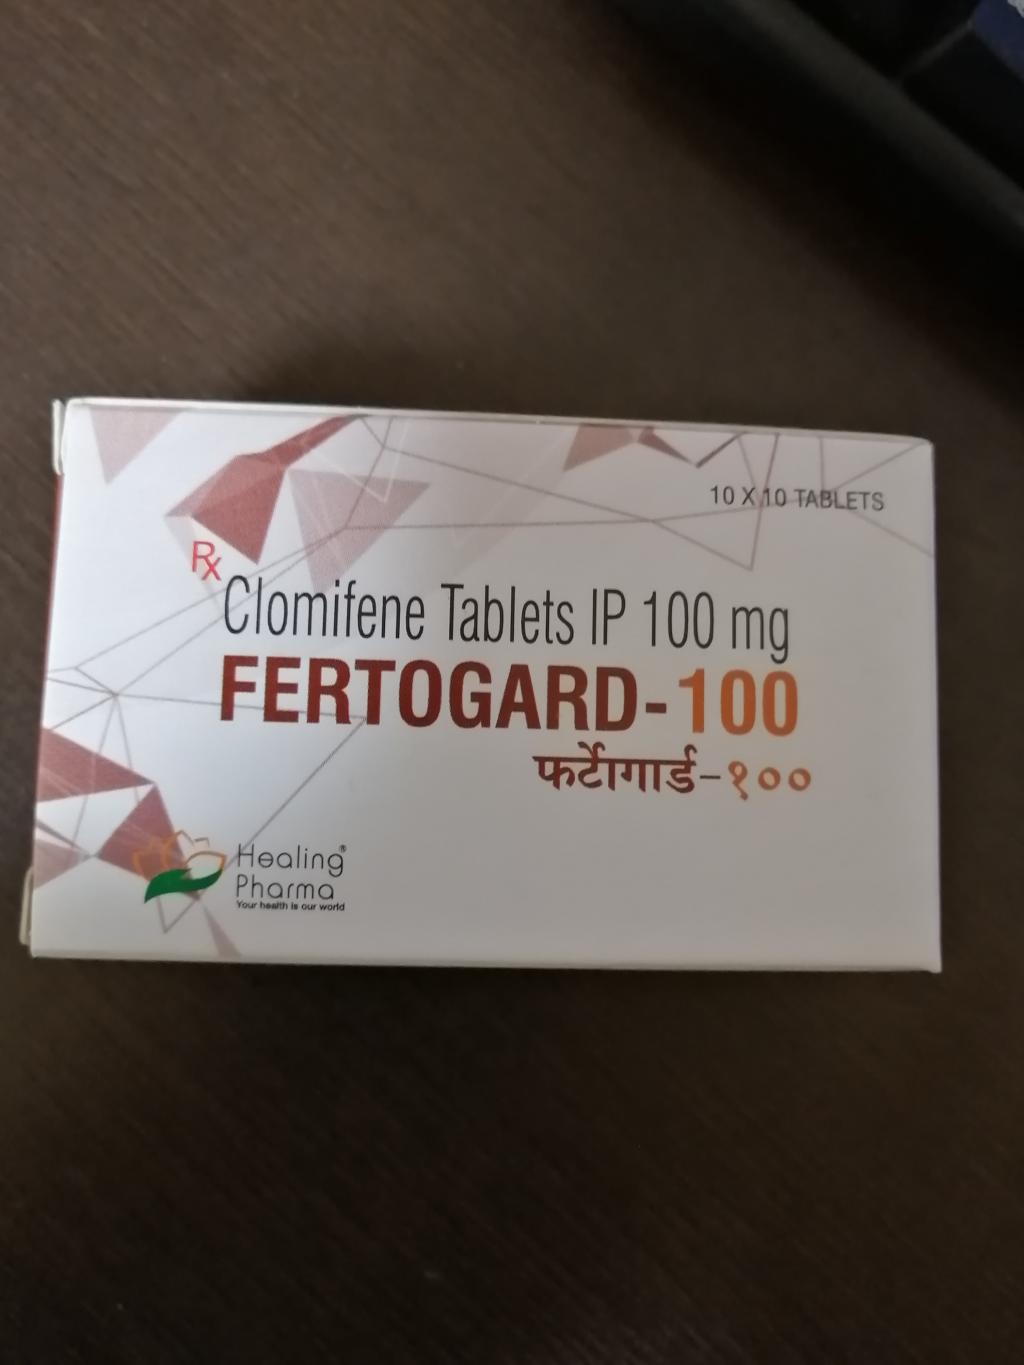 10 X 10 TABLETS
Rx
Clomifene Tablets IP 100 mg
FERTOGARD-100
फर्टोगार्ड-१००
Healing®
Pharma
Your health is our world